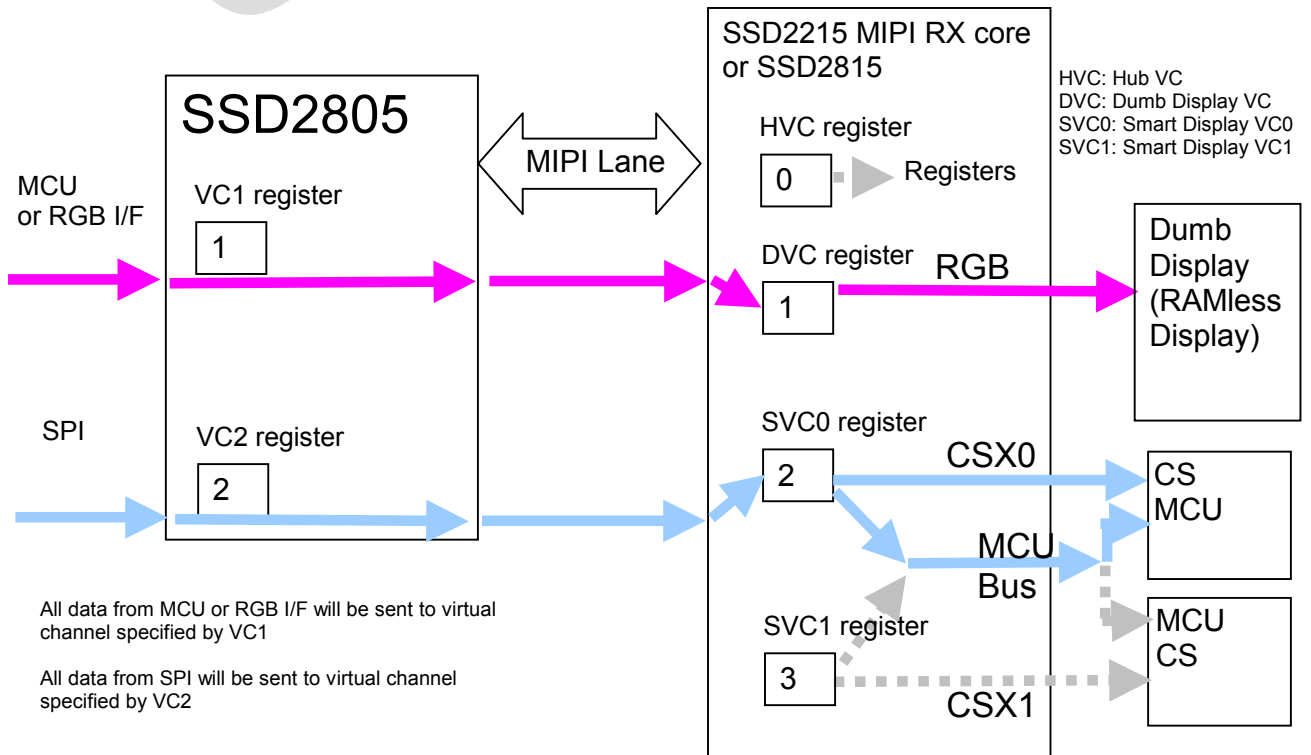 SSD2805
MCU
or RGB I/F
VC1 register
1
SPI
VC2 register
2
All data from MCU or RGB I/F will be sent to virtual
channel specified by VC1
All data from SPI will be sent to virtual channel
specified by VC2
MIPI Lane
SSD2215 MIPI RX core
or SSD2815
HVC register
0
Registers
DVC register
1
RGB
SVC0 register
2
CSX0
MCU
Bus
SVC1 register
3
CSX1
HVC: Hub VC
DVC: Dumb Display VC
SVC0: Smart Display VC0
SVC1: Smart Display VC1
Dumb
Display
(RAMless
Display)
CS
MCU
MCU
CS